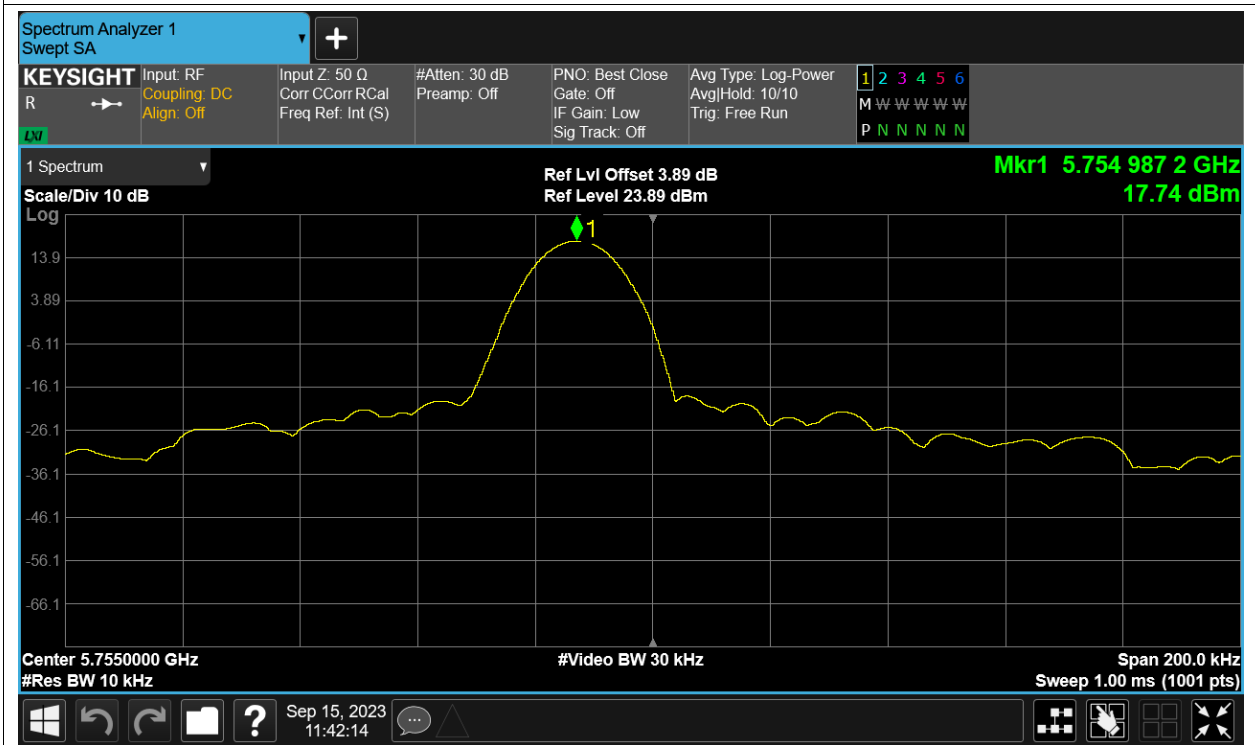 Spectrum Analyzer 1
Swept SA
KEYSIGHT
R
LXI
Input: RF
Coupling: DC
Align: Off
Input Z: 50 Ω
Corr CCorr RCal
Freq Ref: Int (S)
#Atten: 30 dB
Preamp: Off
PNO: Best Close
Gate: Off
IF Gain: Low
Sig Track: Off
Avg Type: Log-Power
Avg|Hold: 10/10
Trig: Free Run
1 2 3 4 5 6
M W W W W W
P N N N N N
1 Spectrum
Scale/Div 10 dB
Log
Ref Lvl Offset 3.89 dB
Ref Level 23.89 dBm
Mkr1 5.754 987 2 GHz
17.74 dBm
1
13.9
3.89
-6.11
-16.1
-26.1
-36.1
-46.1
-56.1
-66.1
Center 5.7550000 GHz
#Res BW 10 kHz
#Video BW 30 kHz
Span 200.0 kHz
Sweep 1.00 ms (1001 pts)
?
Sep 15, 2023
11:42:14